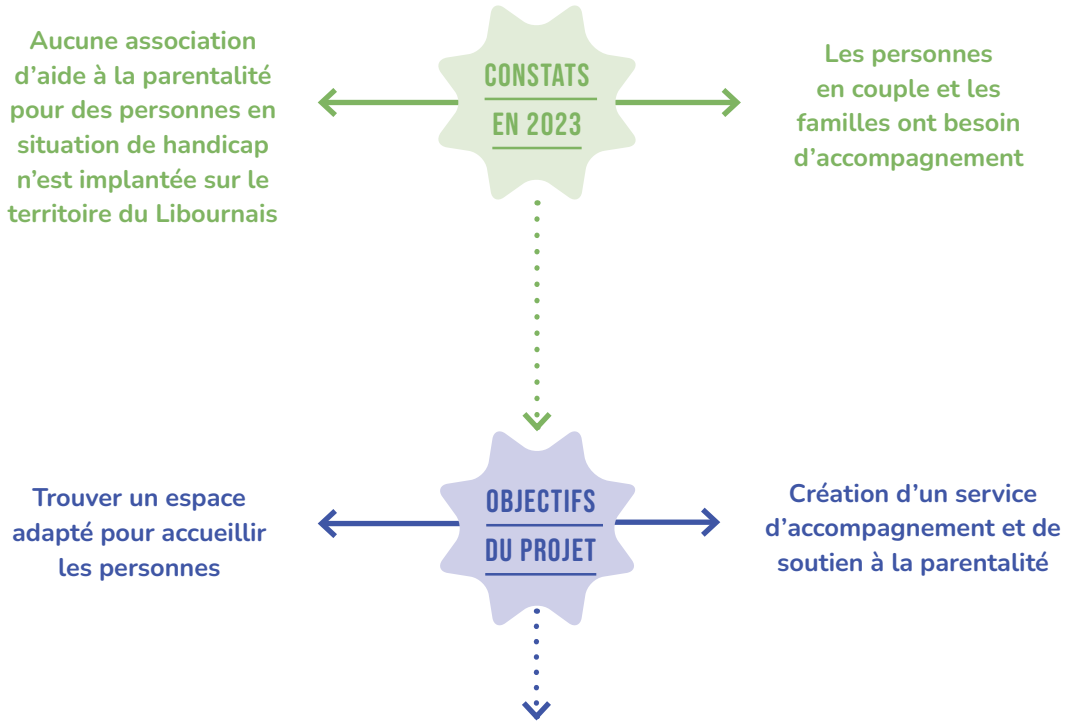 Aucune association
d'aide à la parentalité
pour des personnes en
situation de handicap
n'est implantée sur le
territoire du Libournais
CONSTATS
EN 2023
Les personnes
en couple et les
familles ont besoin
d'accompagnement
Trouver un espace
adapté pour accueillir
les personnes
OBJECTIFS
DU PROJET
Création d'un service
d'accompagnement et de
soutien à la parentalité